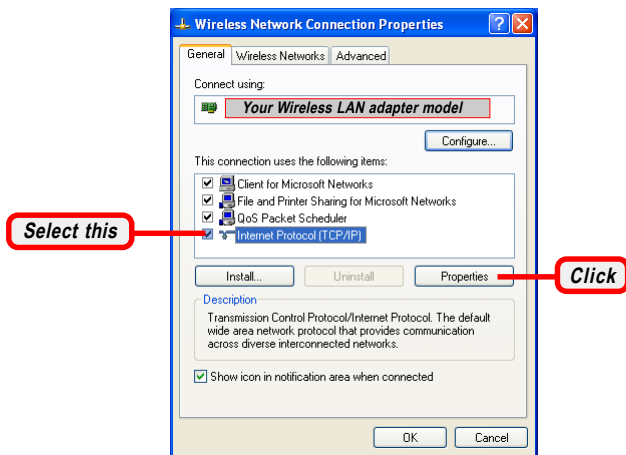 Wireless Network Connection Properties
General Wireless Networks Advanced
Connect using:
Your Wireless LAN adapter model
Configure...
This connection uses the following items:
Client for Microsoft Networks
File and Printer Sharing for Microsoft Networks
QoS Packet Scheduler
Select this
Internet Protocol (TCP/IP)
Install... Uninstall Properties
Click
Description
Transmission Control Protocol/Internet Protocol. The default
wide area network protocol that provides communication
across diverse interconnected networks.
Show icon in notification area when connected
OK Cancel